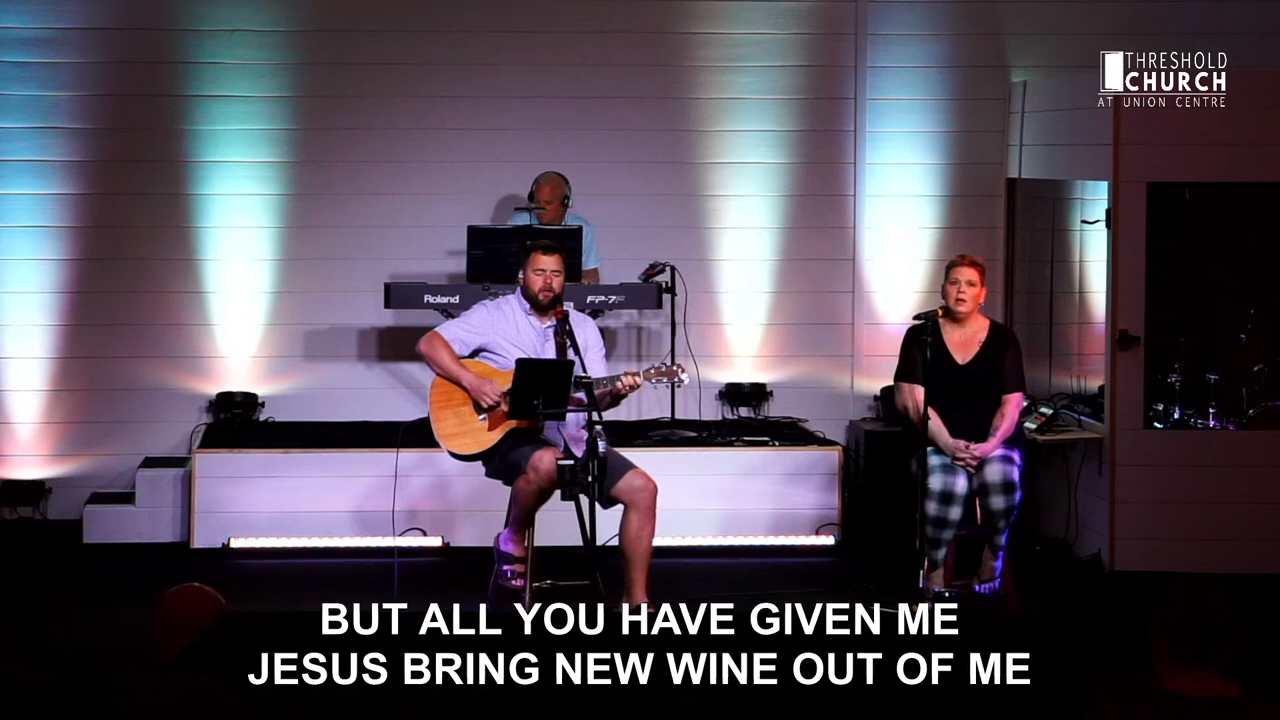 THRESHOLD
CHURCH
AT UNION CENTRE
Roland
FP-7F
BUT ALL YOU HAVE GIVEN ME
JESUS BRING NEW WINE OUT OF ME